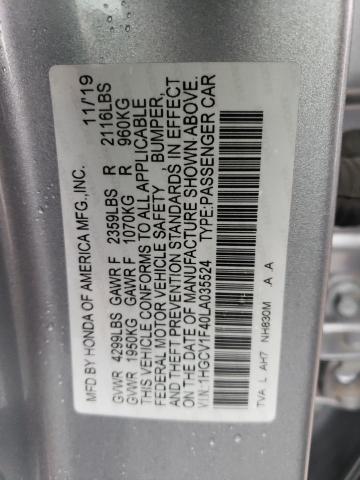 MFD BY HONDA OF AMERICA MFG.,INC. 11/19
GVWR 4299LBS GAWR F 2359LBS R 2116LBS
GVWR 1950KG GAWR F 1070KG R 960KG
THIS VEHICLE CONFORMS TO ALL APPLICABLE
FEDERAL MOTOR VEHICLE SAFETY , BUMPER,
AND THEFT PREVENTION STANDARDS IN EFFECT
ON THE DATE OF MANUFACTURE SHOWN ABOVE
VIN:1HGCV1F40LA035524 TYPE:PASSENGER CAR
TVA L AH7 NH830M A .A